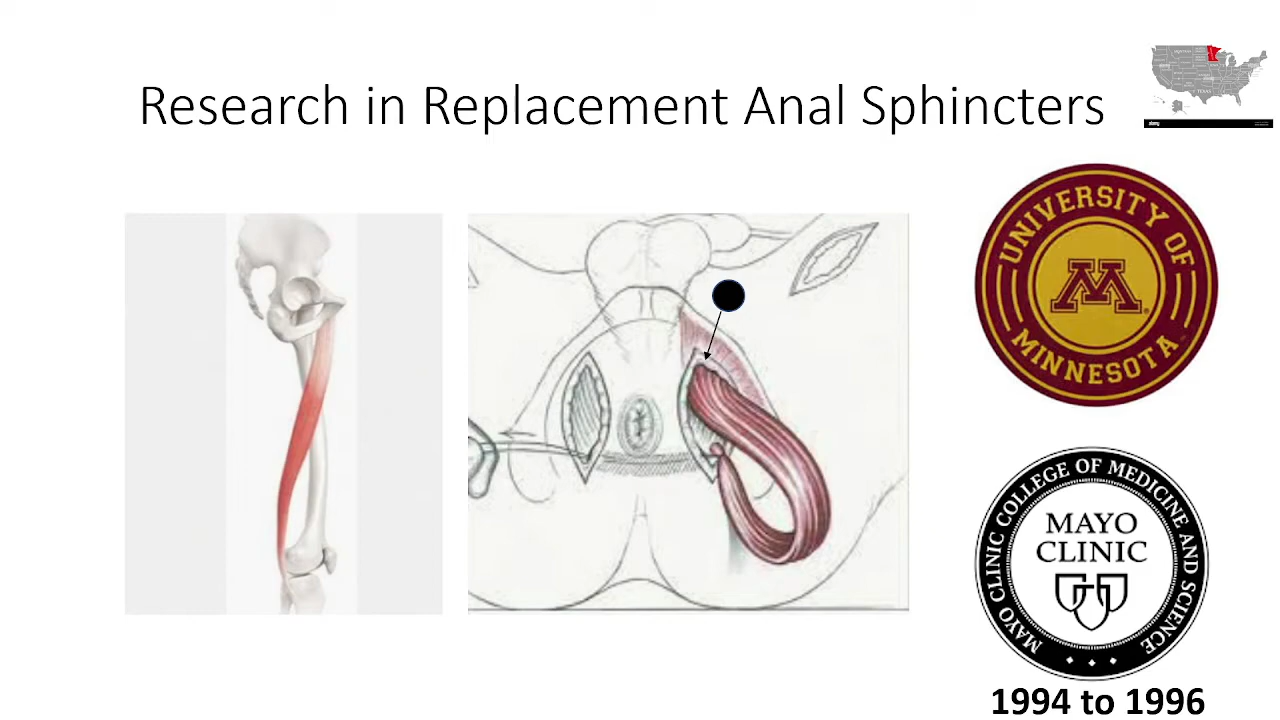 Research in Replacement Anal Sphincters
TEXAS
UNIVERSITY OF
M
MINNESOTA
MAYO CLINIC COLLEGE OF MEDICINE AND SCIENCE
MAYO
CLINIC
1994 to 1996